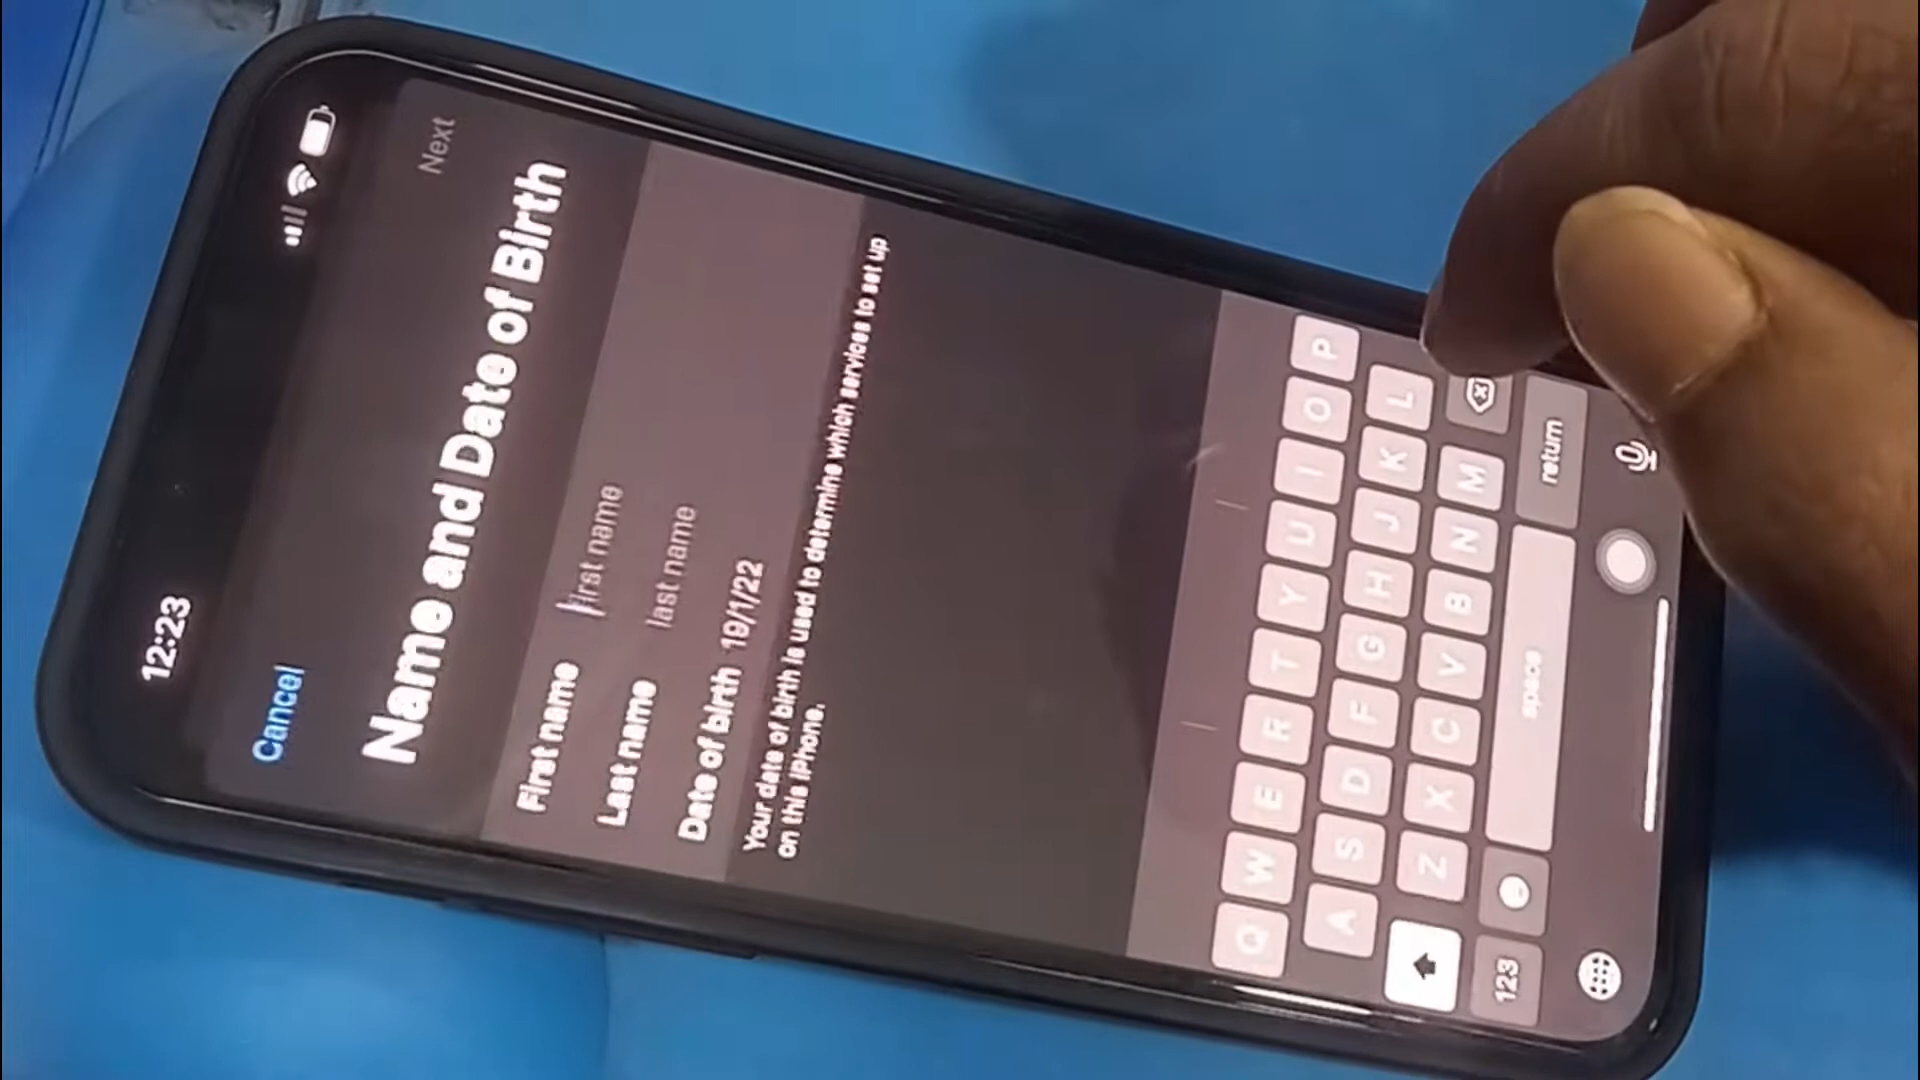 12:23
Cancel
Next
Name and Date of Birth
First name first name
Last name last name
Date of birth 19/1/22
Your date of birth is used to determine which services to set up
on this iPhone.
Q W E R T Y U I O P
A S D F G H J K L
Z X C V B N M
123 space return